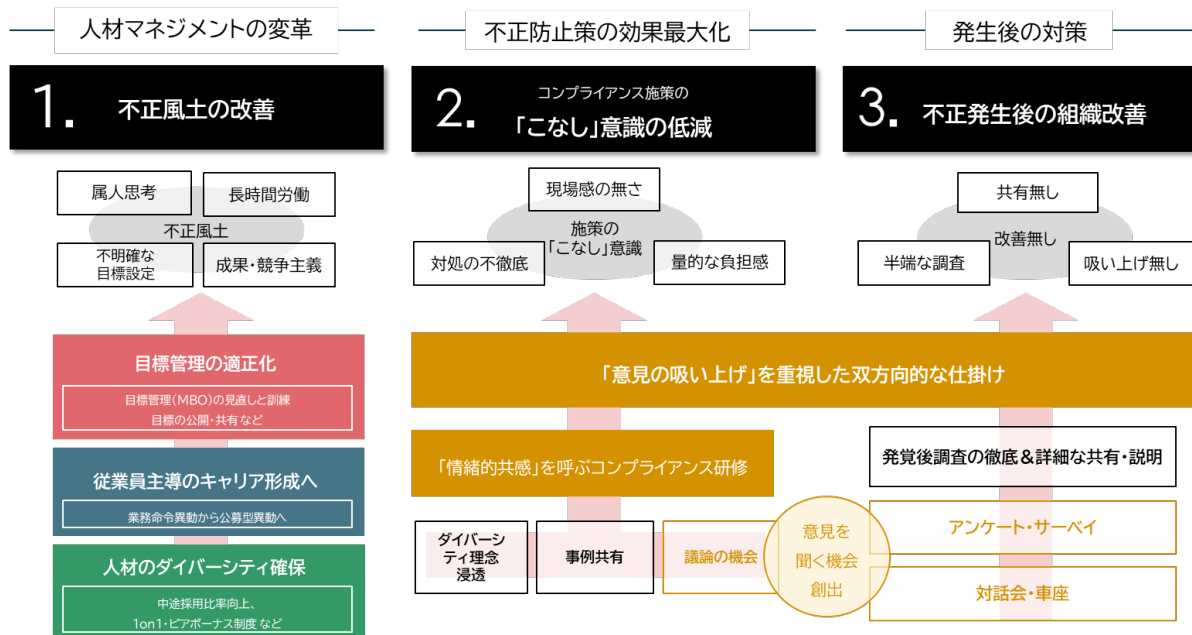 人材マネジメントの変革
1. 不正風土の改善
属人思考
長時間労働
不正風土
不明確な
目標設定
成果・競争主義
目標管理の適正化
目標管理(MBO)の見直しと訓練
目標の公開・共有など
従業員主導のキャリア形成へ
業務命令異動から公募型異動へ
人材のダイバーシティ確保
中途採用比率向上、
1on1・ピアボーナス制度 など
不正防止策の効果最大化
2. コンプライアンス施策の
「こなし」意識の低減
現場感の無さ
施策の
「こなし」意識
対処の不徹底
量的な負担感
発生後の対策
3. 不正発生後の組織改善
共有無し
改善無し
半端な調査
吸い上げ無し
「意見の吸い上げ」を重視した双方向的な仕掛け
「情緒的共感」を呼ぶコンプライアンス研修
ダイバーシ
ティ理念
浸透
事例共有
議論の機会
意見を
聞く機会
創出
発覚後調査の徹底&詳細な共有・説明
アンケート・サーベイ
対話会・車座